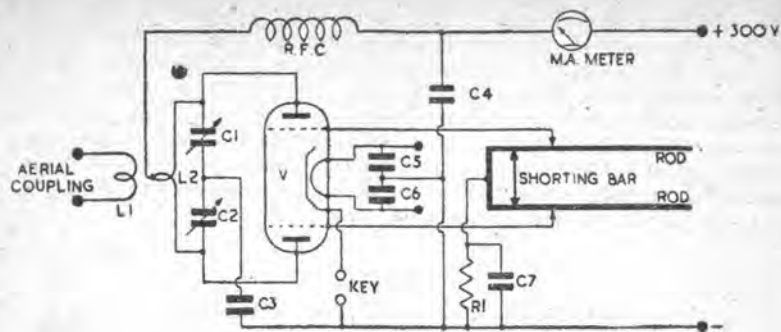 R.F.C
+ 300V
M.A. METER
C4
C1
C5
ROD
AERIAL
COUPLING
L2
V
SHORTING BAR
C6
ROD
L1
C2
KEY
R1
C7
C3
-